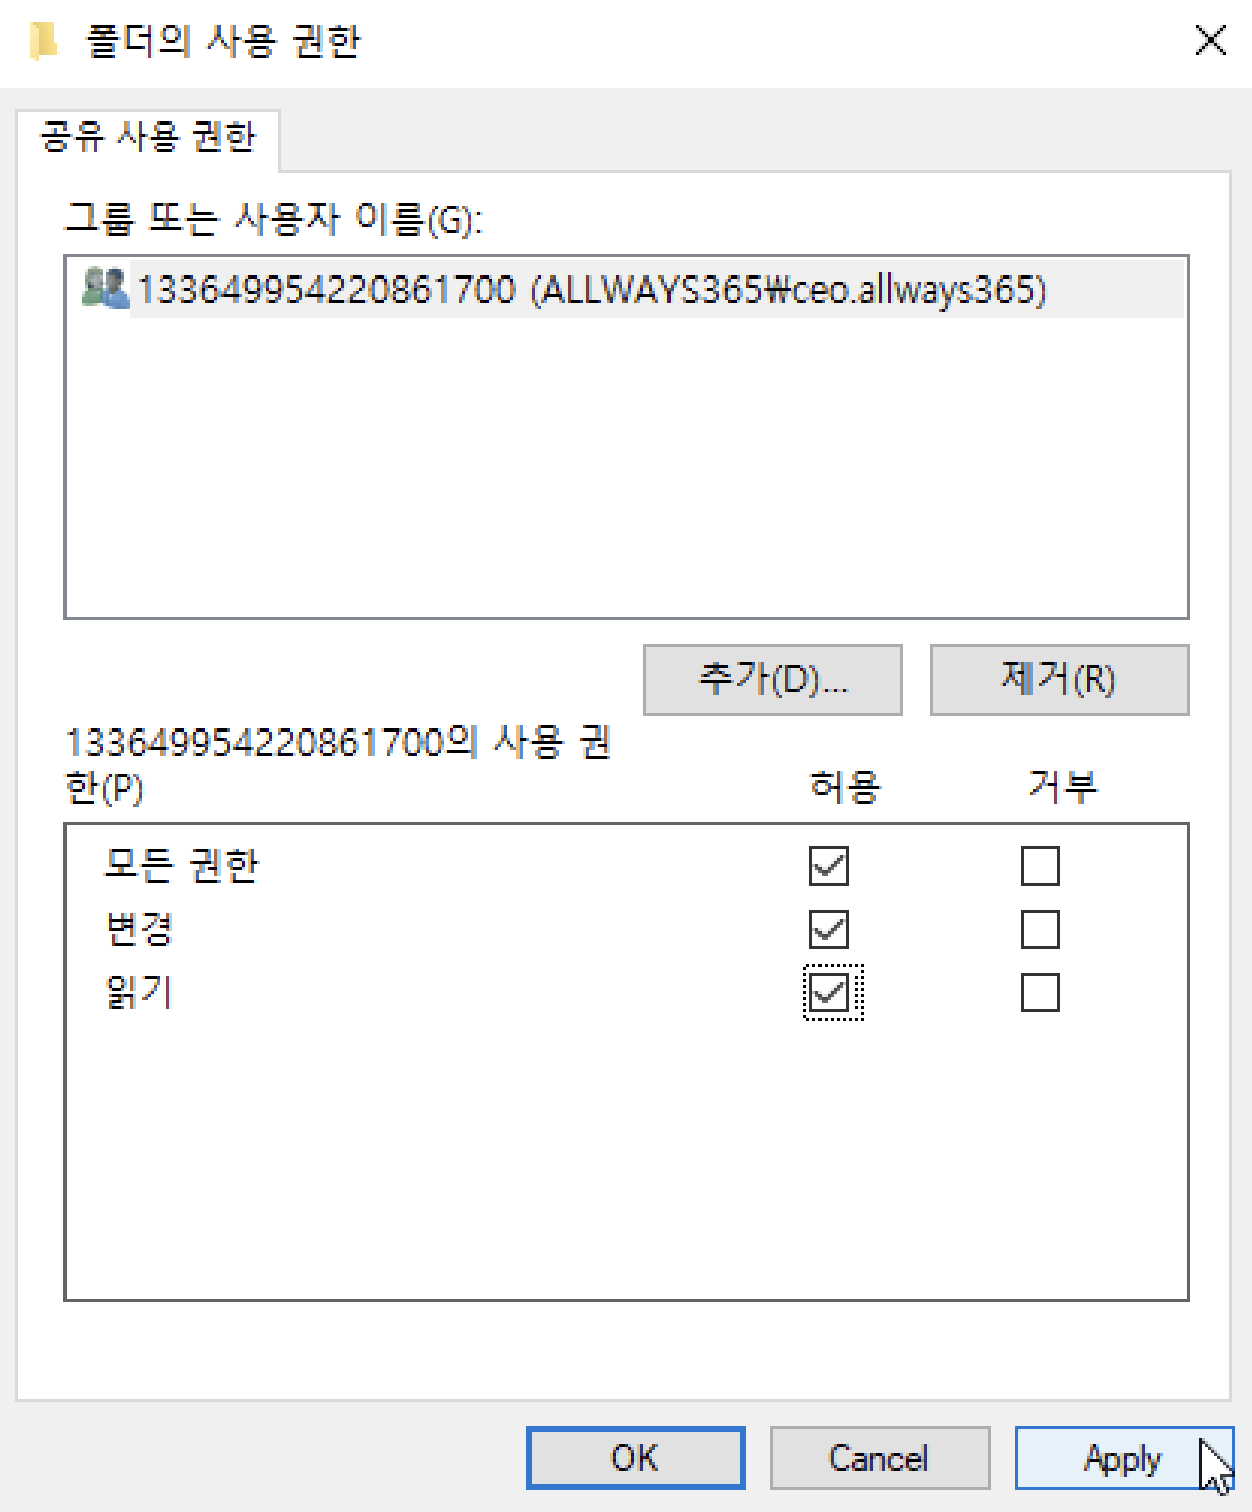 폴더의 사용 권한
공유 사용 권한
그룹 또는 사용자 이름(G):
133649954220861700 (ALLWAYS365₩ceo.allways365)
추가(D)... 제거(R)
133649954220861700의 사용 권
한(P) 허용 거부
모든 권한
변경
읽기
OK Cancel Apply